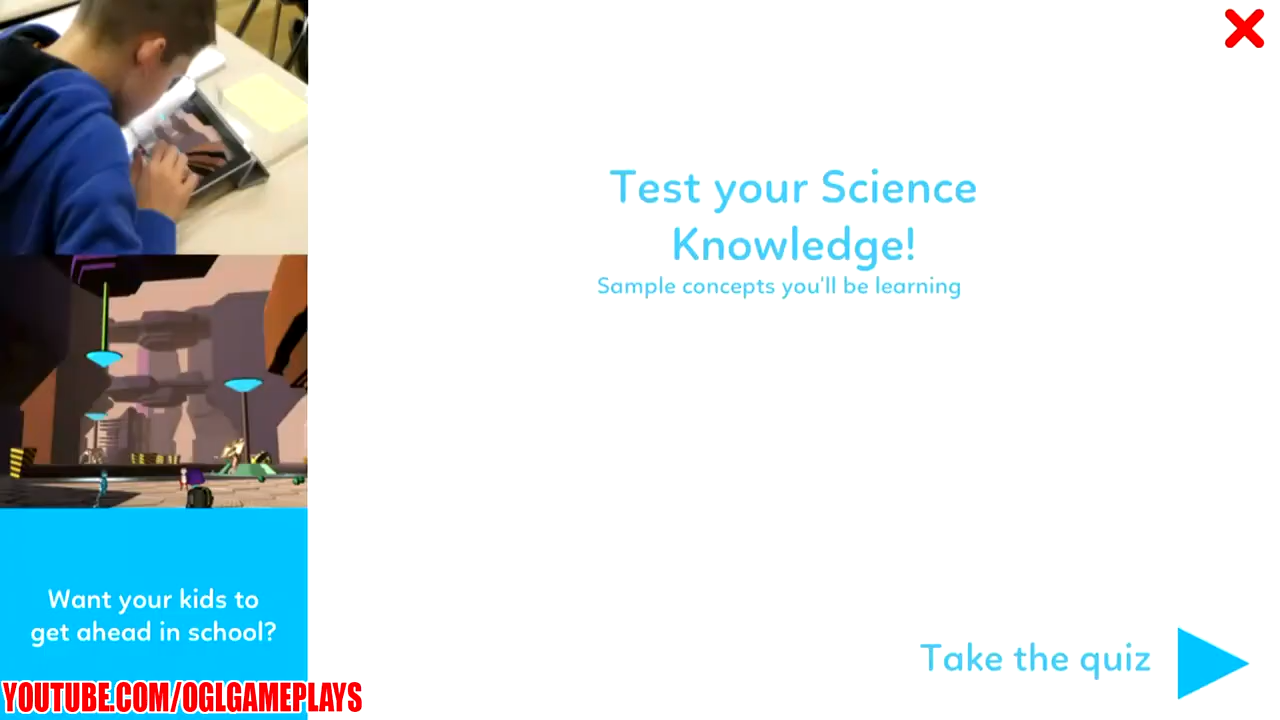 Test your Science
Knowledge!
Sample concepts you'll be learning
Want your kids to
get ahead in school?
Take the quiz
YOUTUBE.COM/OGLGAMEPLAYS